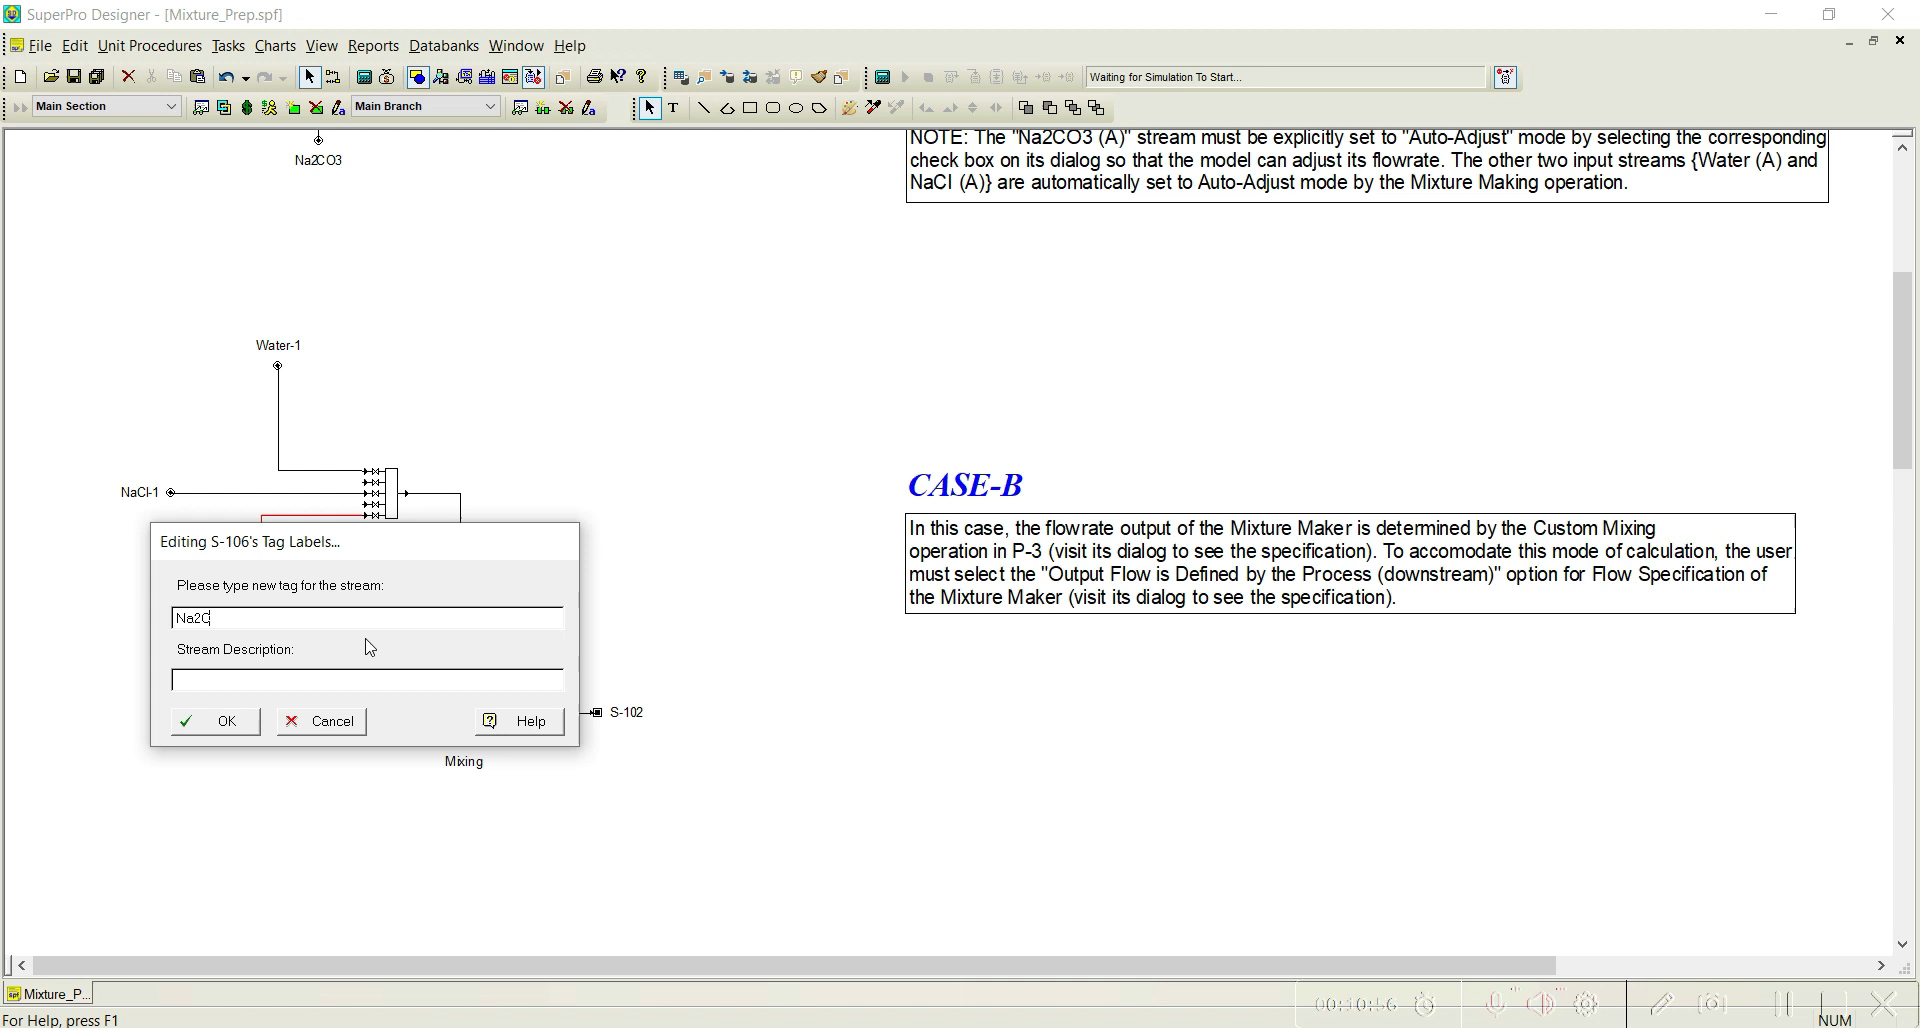 SuperPro Designer - [Mixture_Prep.spf]
File Edit Unit Procedures Tasks Charts View Reports Databanks Window Help
Waiting for Simulation To Start...
Main Section
Main Branch
T
Na2CO3
NOTE: The "Na2CO3 (A)" stream must be explicitly set to "Auto-Adjust" mode by selecting the corresponding
check box on its dialog so that the model can adjust its flowrate. The other two input streams {Water (A) and
NaCl (A)} are automatically set to Auto-Adjust mode by the Mixture Making operation.
Water-1
NaCl-1
CASE-B
In this case, the flowrate output of the Mixture Maker is determined by the Custom Mixing
operation in P-3 (visit its dialog to see the specification). To accomodate this mode of calculation, the user
must select the "Output Flow is Defined by the Process (downstream)" option for Flow Specification of
the Mixture Maker (visit its dialog to see the specification).
Editing S-106's Tag Labels...
Please type new tag for the stream:
Na2C
Stream Description:
OK
Cancel
Help
S-102
Mixing
Mixture_P...
00:10:56
For Help, press F1
NUM